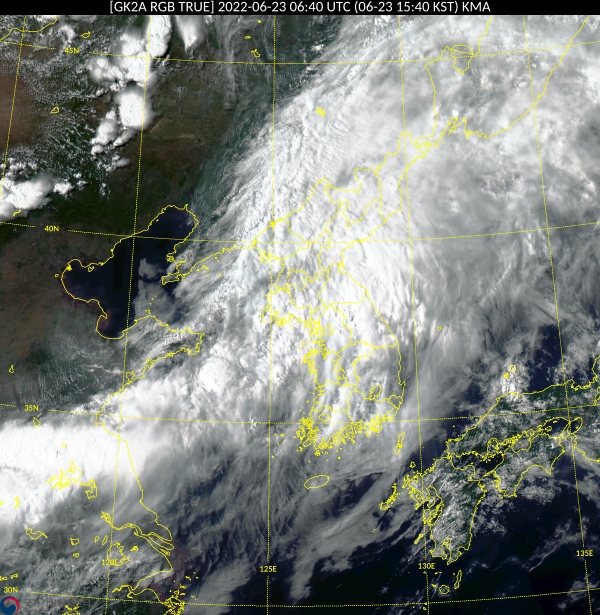 [GK2A RGB TRUE] 2022-06-23 06:40 UTC (06-23 15:40 KST) KMA
45N
40N
35N
120E
125E
130E
135E
30N